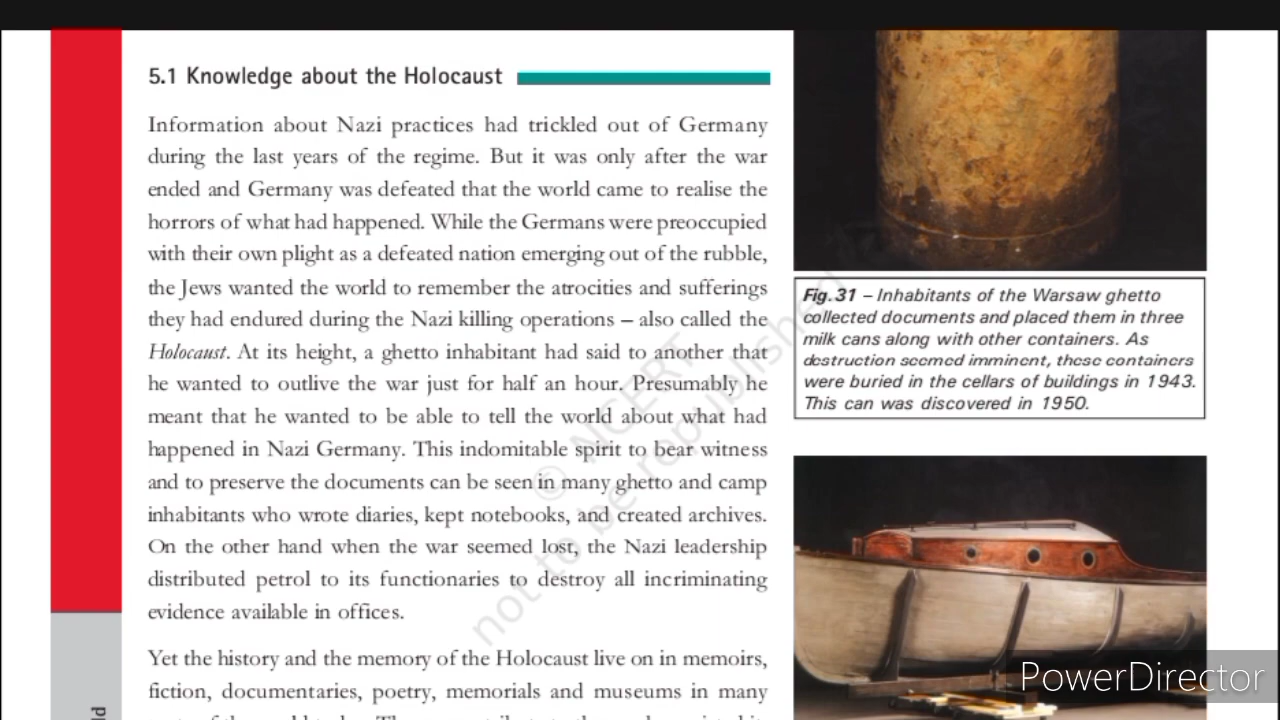 5.1 Knowledge about the Holocaust
Information about Nazi practices had trickled out of Germany
during the last years of the regime. But it was only after the war
ended and Germany was defeated that the world came to realise the
horrors of what had happened. While the Germans were preoccupied
with their own plight as a defeated nation emerging out of the rubble,
the Jews wanted the world to remember the atrocities and sufferings
they had endured during the Nazi killing operations – also called the
Holocaust. At its height, a ghetto inhabitant had said to another that
he wanted to outlive the war just for half an hour. Presumably he
meant that he wanted to be able to tell the world about what had
happened in Nazi Germany. This indomitable spirit to bear witness
and to preserve the documents can be seen in many ghetto and camp
inhabitants who wrote diaries, kept notebooks, and created archives.
On the other hand when the war seemed lost, the Nazi leadership
distributed petrol to its functionaries to destroy all incriminating
evidence available in offices.
Yet the history and the memory of the Holocaust live on in memoirs,
fiction, documentaries, poetry, memorials and museums in many
Fig.31 – Inhabitants of the Warsaw ghetto
collected documents and placed them in three
milk cans along with other containers. As
destruction seemed imminent, these containers
were buried in the cellars of buildings in 1943.
This can was discovered in 1950.
© NCERT
not to be republished
PowerDirector